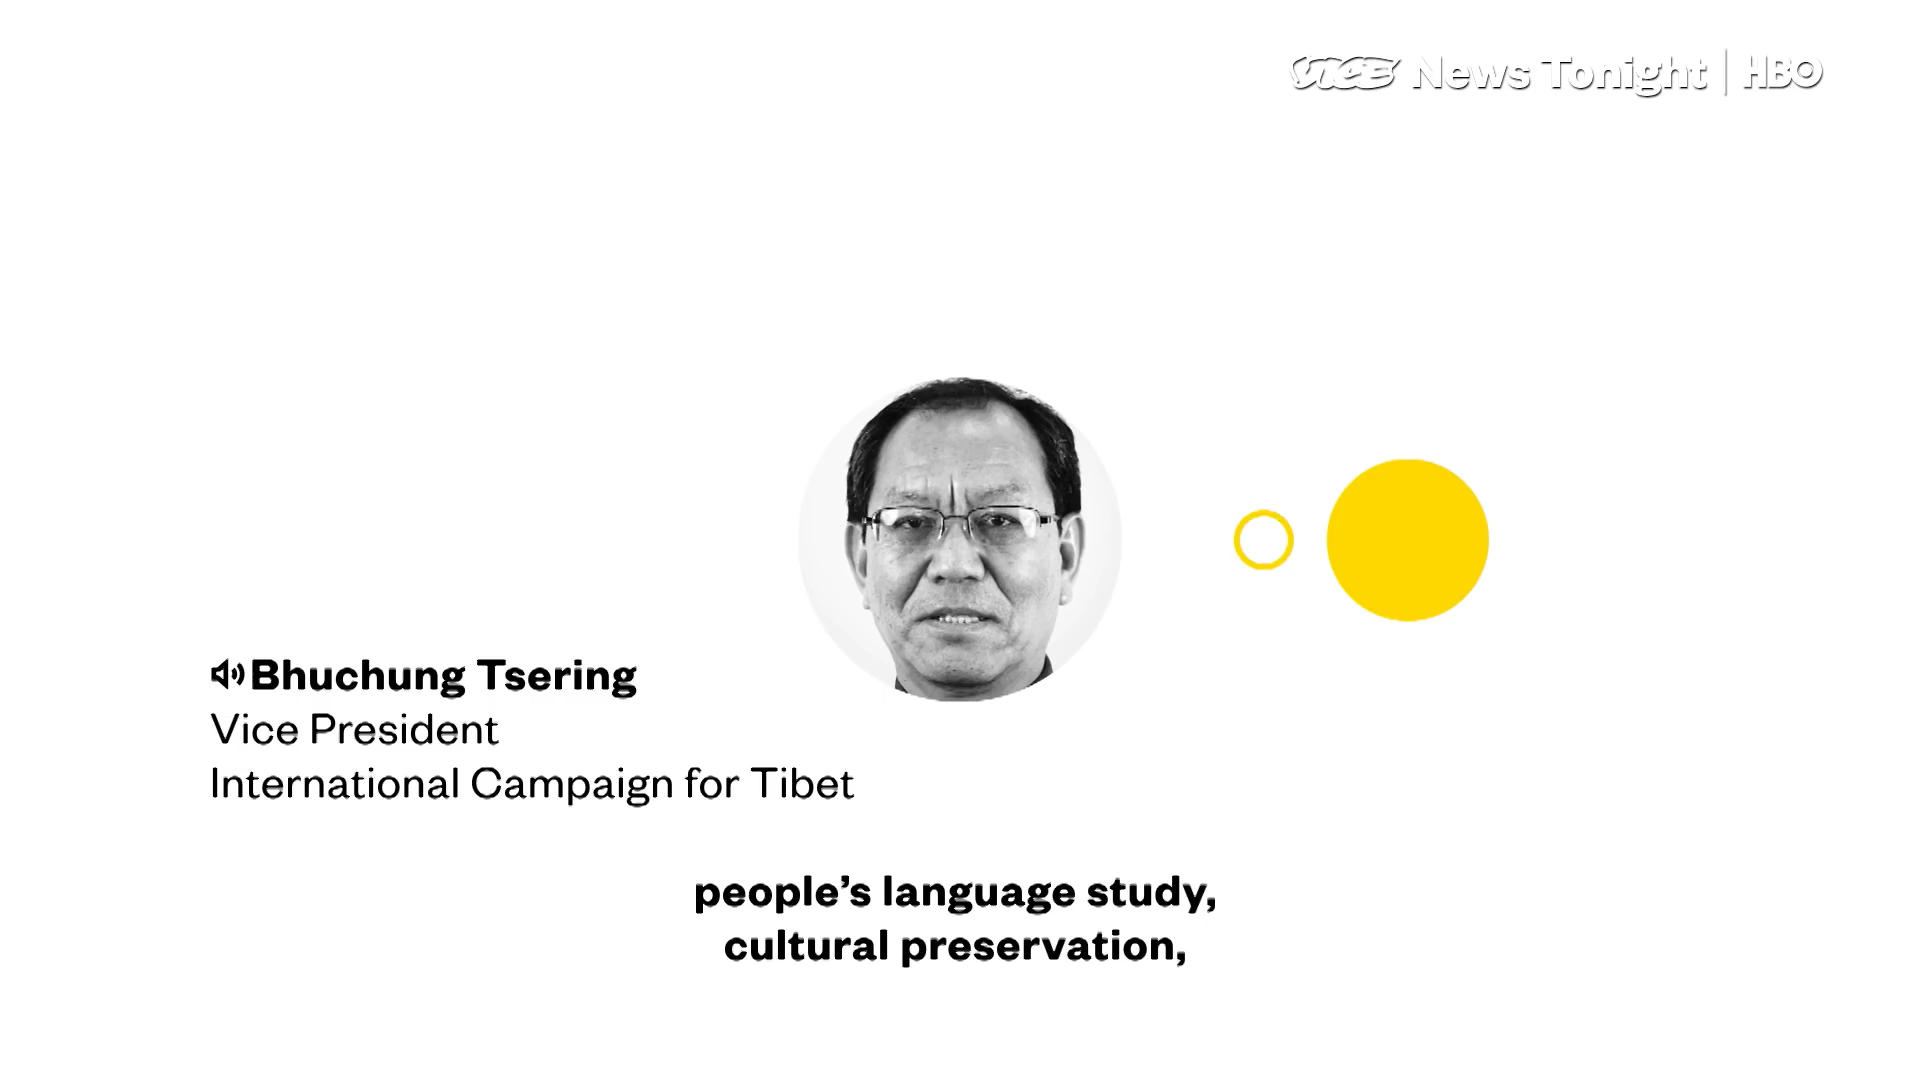 VICE News Tonight | HBO
Bhuchung Tsering
Vice President
International Campaign for Tibet
people’s language study,
cultural preservation,